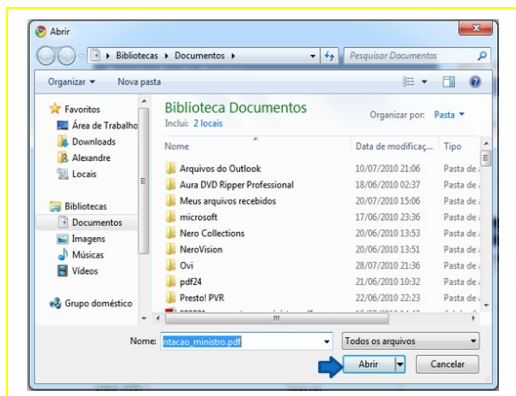 Abrir
Bibliotecas Documentos
Pesquisar Documentos
Organizar Nova pasta
Favoritos
Área de Trabalho
Downloads
Alexandre
Locais
Bibliotecas
Documentos
Imagens
Músicas
Vídeos
Grupo doméstico
Biblioteca Documentos
Inclui: 2 locais
Organizar por: Pasta
Nome Data de modificaç... Tipo
Arquivos do Outlook 10/07/2010 21:06 Pasta de
Aura DVD Ripper Professional 18/06/2010 02:37 Pasta de
Meus arquivos recebidos 20/07/2010 15:06 Pasta de
microsoft 17/06/2010 23:36 Pasta de
Nero Collections 20/06/2010 13:53 Pasta de
NeroVision 20/06/2010 13:51 Pasta de
Ovi 28/07/2010 21:36 Pasta de
pdf24 21/06/2010 10:32 Pasta de
Presto! PVR 22/06/2010 22:23 Pasta de
Nome: ntacao_ministro.pdf
Todos os arquivos
Abrir Cancelar